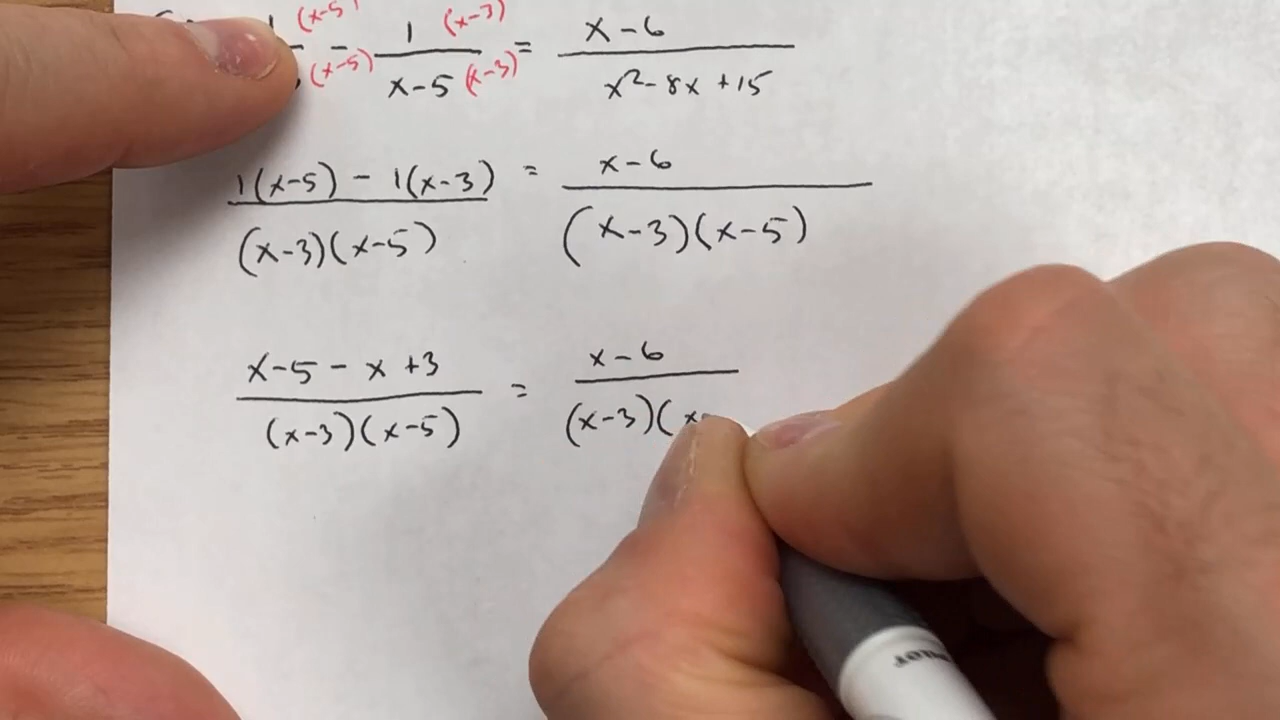 1 (x-5) 1 (x-3) x-6
(x-5) - x-5 (x-3) = x²-8x+15
1(x-5) - 1(x-3) = x-6
(x-3)(x-5) (x-3)(x-5)
x-5 - x +3 = x-6
(x-3)(x-5) (x-3)(x